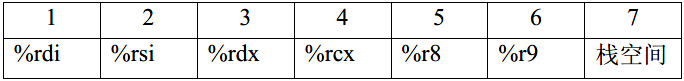 1 2 3 4 5 6 7
%rdi %rsi %rdx %rcx %r8 %r9 栈空间